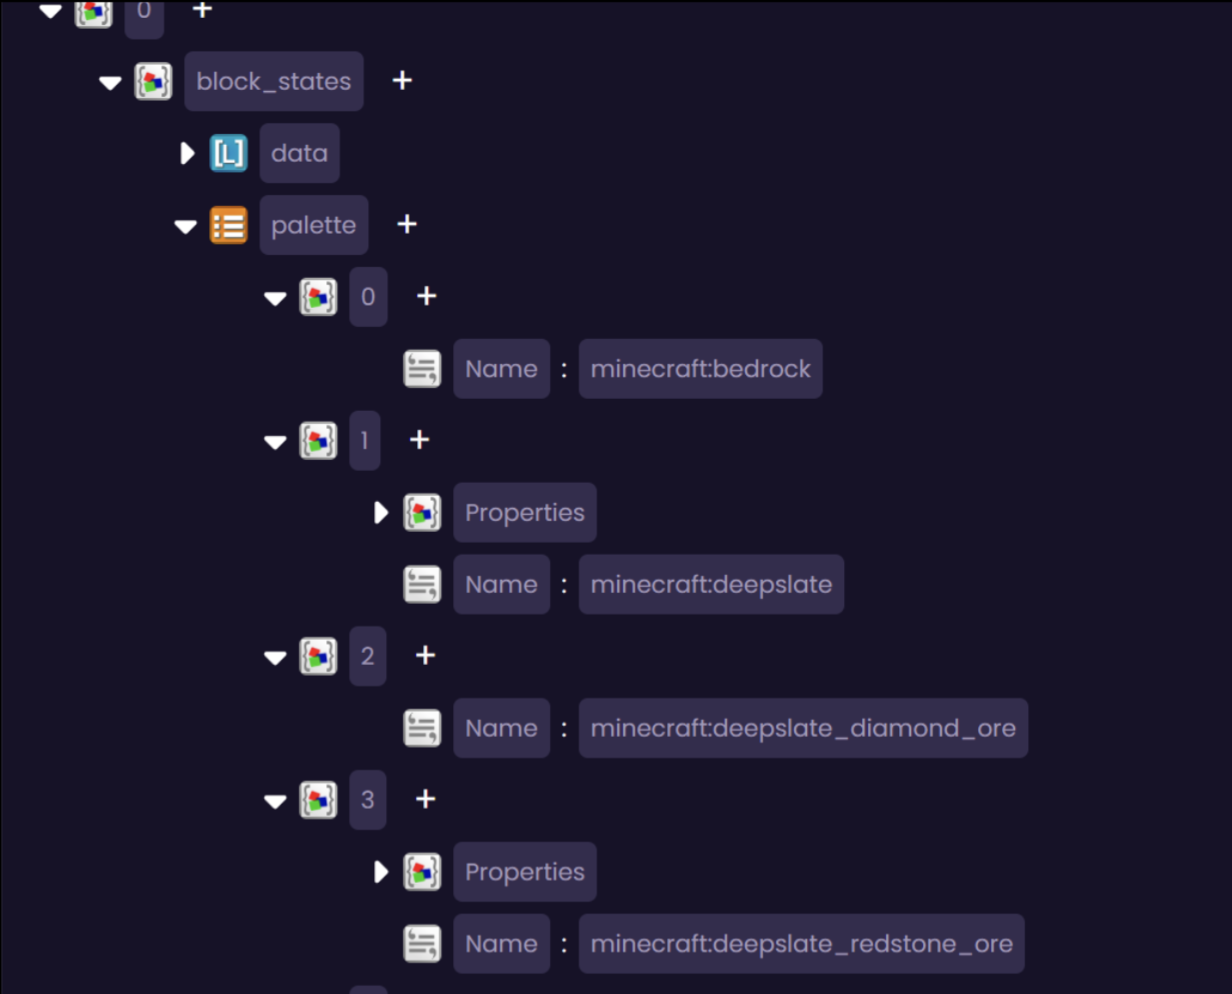 0 +
block_states +
[L] data
palette +
0 +
Name : minecraft:bedrock
1 +
Properties
Name : minecraft:deepslate
2 +
Name : minecraft:deepslate_diamond_ore
3 +
Properties
Name : minecraft:deepslate_redstone_ore